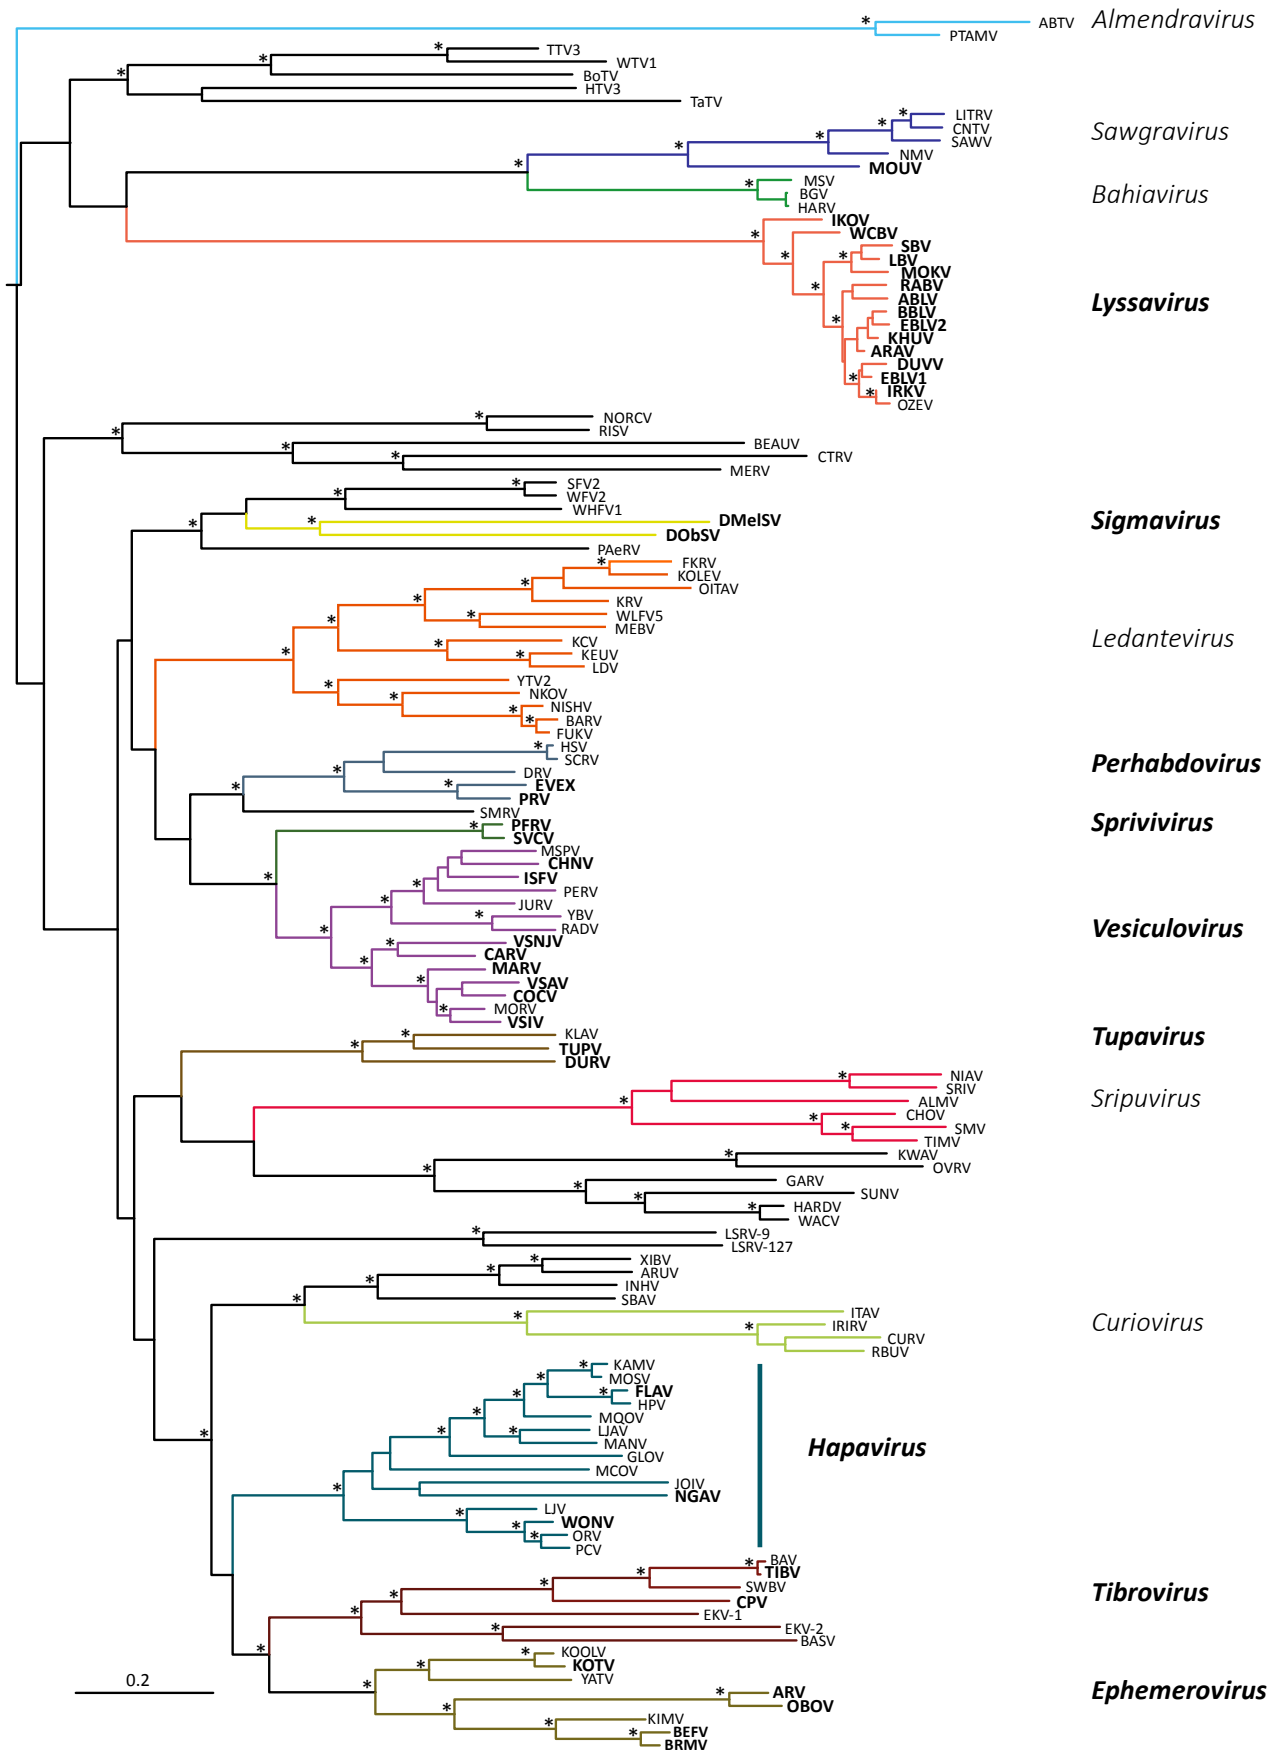 ABTV
Almendravirus
PTAMV
TTV3
WTV1
BoTV
HTV3
TaTV
LITRV
CNTV
Sawgravirus
SAWV
NMV
MOUV
MSV
BGV
Bahiavirus
HARV
IKOV
WCBV
SBV
LBV
MOKV
RABV
ABLV
Lyssavirus
BBLV
EBLV2
KHUV
ARAV
DUVV
EBLV1
IRKV
OZEV
NORCV
RISV
BEAUV
CTRV
MERV
SFV2
WFV2
WHFV1
DMelSV
Sigmavirus
DObSV
PAeRV
FKRV
KOLEV
OITAV
KRV
WLFV5
MEBV
KCV
Ledantevirus
KEUV
LDV
YTV2
NKOV
NISHV
BARV
FUKV
HSV
SCRV
Perhabdovirus
DRV
EVEX
PRV
SMRV
PFRV
Sprivivirus
SVCV
MSPV
CHNV
ISFV
PERV
JURV
YBV
RADV
Vesiculovirus
VSNJV
CARV
MARV
VSAV
COCV
MORV
VSIV
KLAV
Tupavirus
TUPV
DURV
NIAV
SRIV
Sripuvirus
ALMV
CHOV
SMV
TIMV
KWAV
OVRV
GARV
SUNV
HARDV
WACV
LSRV-9
LSRV-127
XIBV
ARUV
INHV
SBAV
ITAV
Curiovirus
IRIRV
CURV
RBUV
KAMV
MOSV
FLAV
HPV
MQOV
LJAV
MANV
Hapavirus
GLOV
MCOV
JOIV
NGAV
LJV
WONV
ORV
PCV
BAV
TIBV
SWBV
Tibrovirus
CPV
EKV-1
EKV-2
BASV
KOOLV
KOTV
YATV
0.2
ARV
Ephemerovirus
OBOV
KIMV
BEFV
BRMV